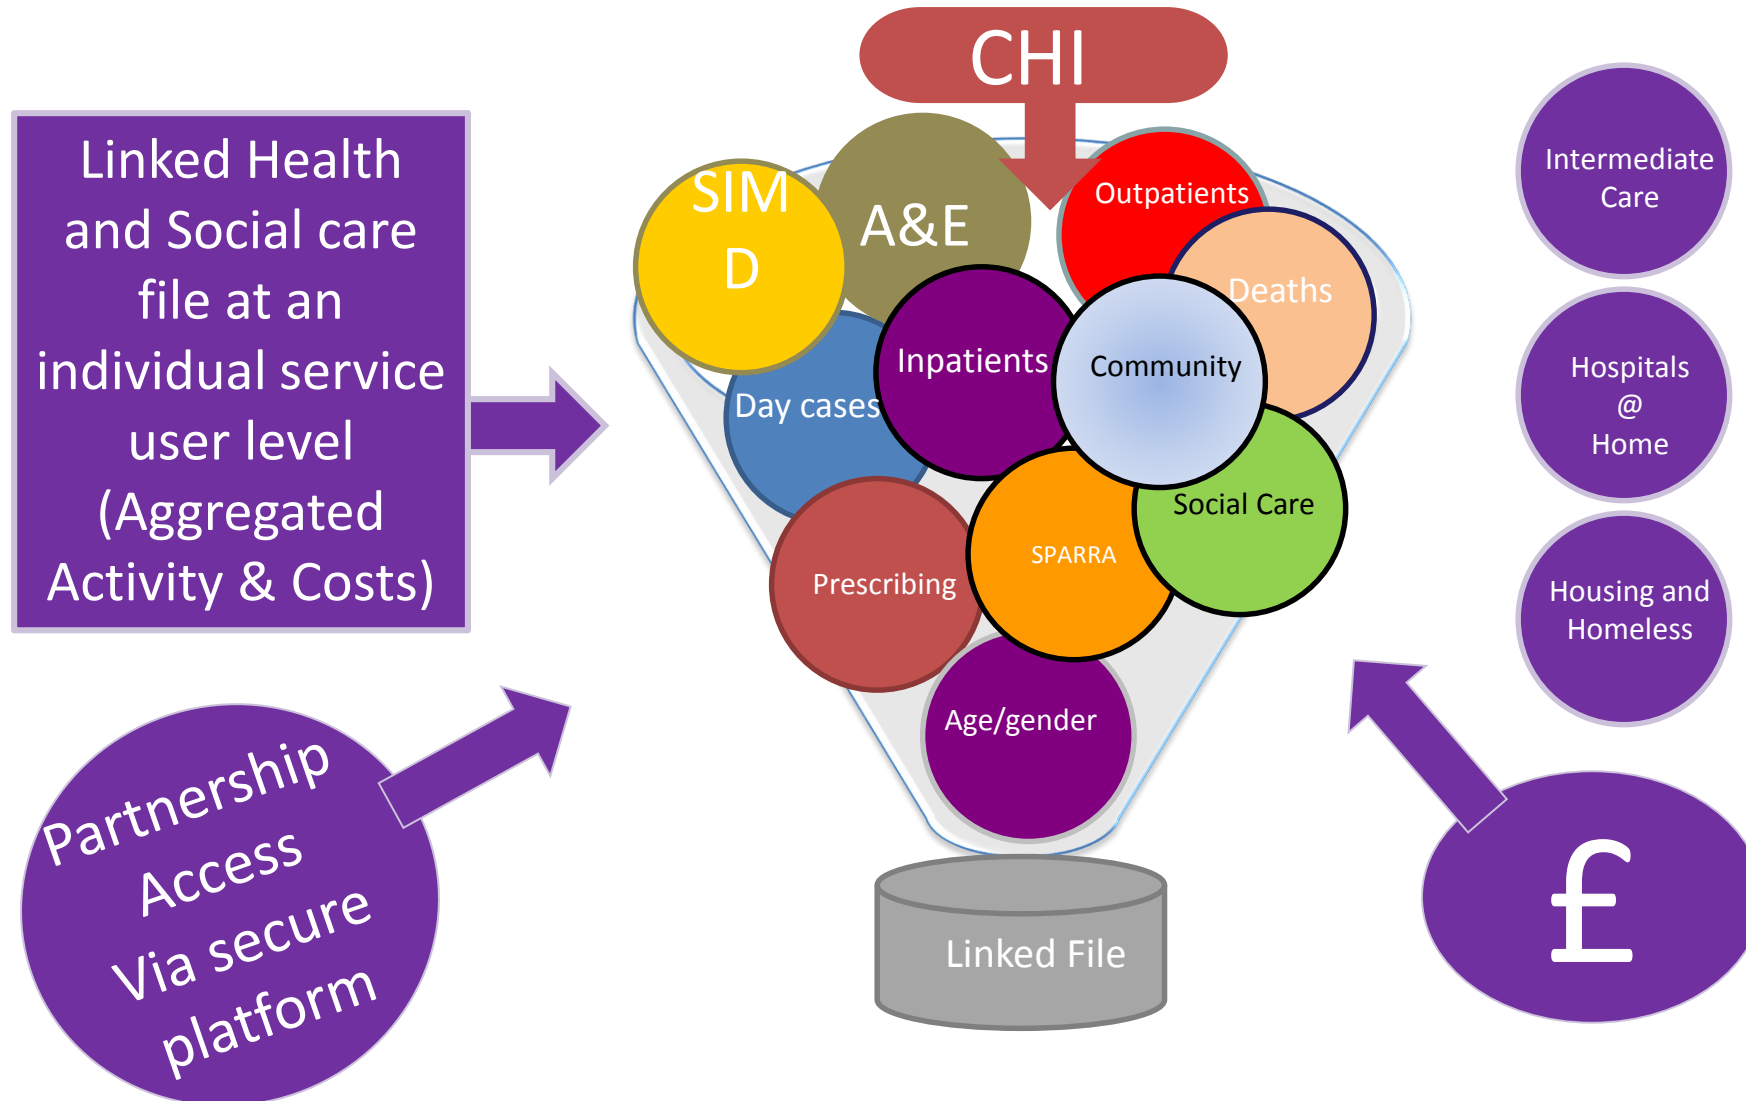 CHI
Linked Health
and Social care
file at an
individual service
user level
(Aggregated
Activity & Costs)
SIM
D
A&E
Outpatients
Deaths
Inpatients
Community
Day cases
Social Care
SPARRA
Prescribing
Age/gender
Linked File
Intermediate
Care
Hospitals
@
Home
Housing and
Homeless
Partnership
Access
Via secure
platform
£